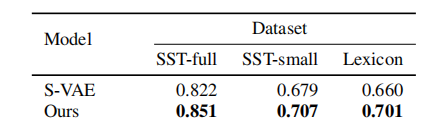 Model Dataset
SST-full SST-small Lexicon
S-VAE 0.822 0.679 0.660
Ours 0.851 0.707 0.701